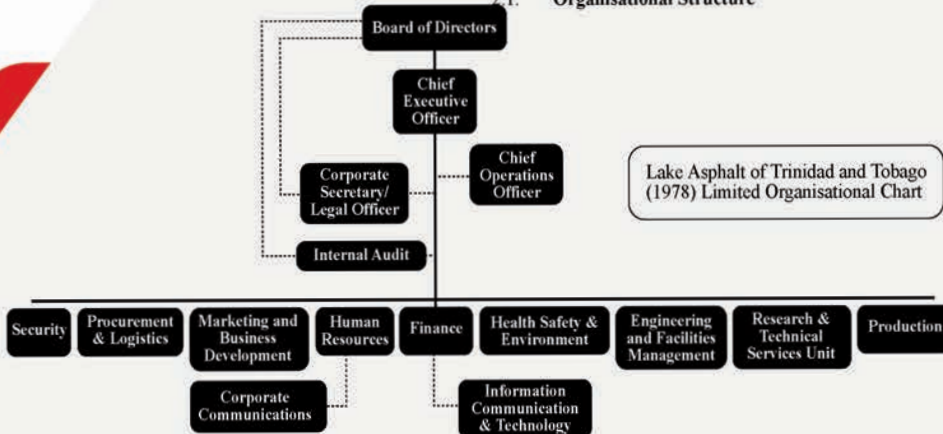 2.1. Organisational Structure
Board of Directors
Chief
Executive
Officer
Chief
Operations
Officer
Corporate
Secretary/
Legal Officer
Lake Asphalt of Trinidad and Tobago
(1978) Limited Organisational Chart
Internal Audit
Security
Procurement
& Logistics
Marketing and
Business
Development
Human
Resources
Finance
Health Safety &
Environment
Engineering
and Facilities
Management
Research &
Technical
Services Unit
Production
Corporate
Communications
Information
Communication
& Technology